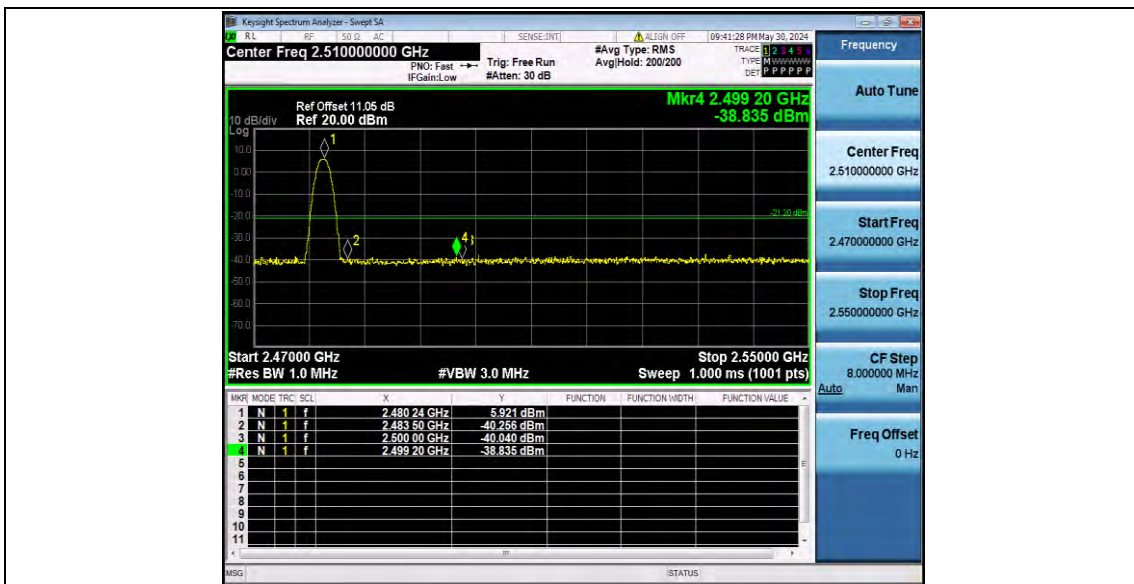 Keysight Spectrum Analyzer - Swept SA
RL RF 50 Ω AC SENSE:INT ALIGN OFF 09:41:28 PM May 30, 2024
Center Freq 2.510000000 GHz
PNO: Fast
IFGain:Low
Trig: Free Run
#Atten: 30 dB
#Avg Type: RMS
Avg|Hold: 200/200
TRACE 1 2 3 4 5 6
TYPE M W W W W W
DET P P P P P P
Mkr4 2.499 20 GHz
-38.835 dBm
Ref Offset 11.05 dB
10 dB/div Ref 20.00 dBm
Log
10.0
0.00
-10.0
-20.0
-30.0
-40.0
-50.0
-60.0
-70.0
1
2
4
-21.20 dBm
Start 2.47000 GHz Stop 2.55000 GHz
#Res BW 1.0 MHz #VBW 3.0 MHz Sweep 1.000 ms (1001 pts)
MKR MODE TRC SCL X Y FUNCTION FUNCTION WIDTH FUNCTION VALUE
1 N 1 f 2.480 24 GHz 5.921 dBm
2 N 1 f 2.483 50 GHz -40.256 dBm
3 N 1 f 2.500 00 GHz -40.040 dBm
4 N 1 f 2.499 20 GHz -38.835 dBm
5
6
7
8
9
10
11
MSG STATUS
Frequency
Auto Tune
Center Freq
2.510000000 GHz
Start Freq
2.470000000 GHz
Stop Freq
2.550000000 GHz
CF Step
8.000000 MHz
Auto Man
Freq Offset
0 Hz